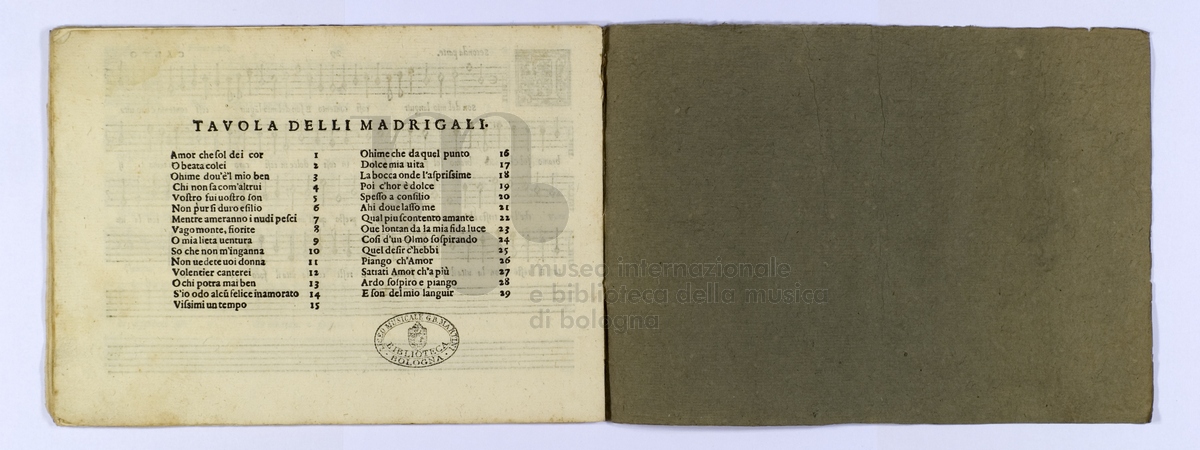 TAVOLA DELLI MADRIGALI.
Amor che ſol dei cor 1
O beata colei 2
Ohime dou'è'l mio ben 3
Chi non ſa com'altrui 4
Voſtro fui uoſtro ſon 5
Non pur ſi duro eſilio 6
Mentre ameranno i nudi peſci 7
Vago monte, fiorite 8
O mia lieta uentura 9
So che non m'inganna 10
Non uedete uoi donna 11
Volentier canterei 12
O chi potra mai ben 13
S'io odo alcū felice inamorato 14
Viſſimi un tempo 15
Ohime che da quel punto 16
Dolce mia uita 17
La bocca onde l'aſpriſſime 18
Poi c'hor è dolce 19
Speſſo a conſilio 20
Ahi doue laſſo me 21
Qual piu ſcontento amante 22
Oue lontan da la mia fida luce 23
Coſi d'un Olmo ſoſpirando 24
Quel deſir c'hebbi 25
Piango ch'Amor 26
Satiati Amor ch'a più 27
Ardo ſoſpiro e piango 28
E ſon del mio languir 29
LICEO MUSICALE G.B. MARTINI
BIBLIOTECA
BOLOGNA
museo internazionale
e biblioteca della musica
di bologna